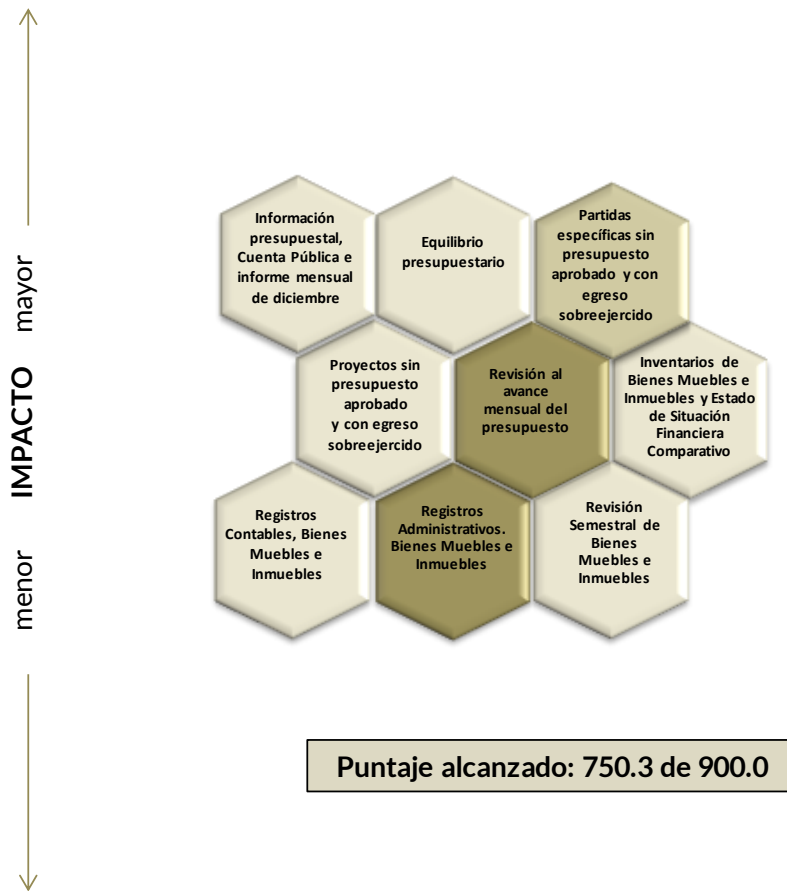 mayor
IMPACTO
menor
Información
presupuestal,
Cuenta Pública e
informe mensual
de diciembre
Equilibrio
presupuestario
Partidas
específicas sin
presupuesto
aprobado y con
egreso
sobreejercido
Proyectos sin
presupuesto
aprobado
y con egreso
sobreejercido
Revisión al
avance
mensual del
presupuesto
Inventarios de
Bienes Muebles e
Inmuebles y Estado
de Situación
Financiera
Comparativo
Registros
Contables, Bienes
Muebles e
Inmuebles
Registros
Administrativos.
Bienes Muebles e
Inmuebles
Revisión
Semestral de
Bienes
Muebles e
Inmuebles
Puntaje alcanzado: 750.3 de 900.0